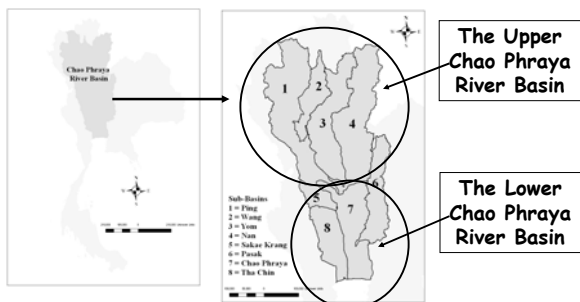 Chao Phraya
River Basin
1
2
3
4
5
6
7
8
Sub-Basins
1 = Ping
2 = Wang
3 = Yom
4 = Nan
5 = Sakae Krang
6 = Pasak
7 = Chao Phraya
8 = Tha Chin
The Upper
Chao Phraya
River Basin
The Lower
Chao Phraya
River Basin